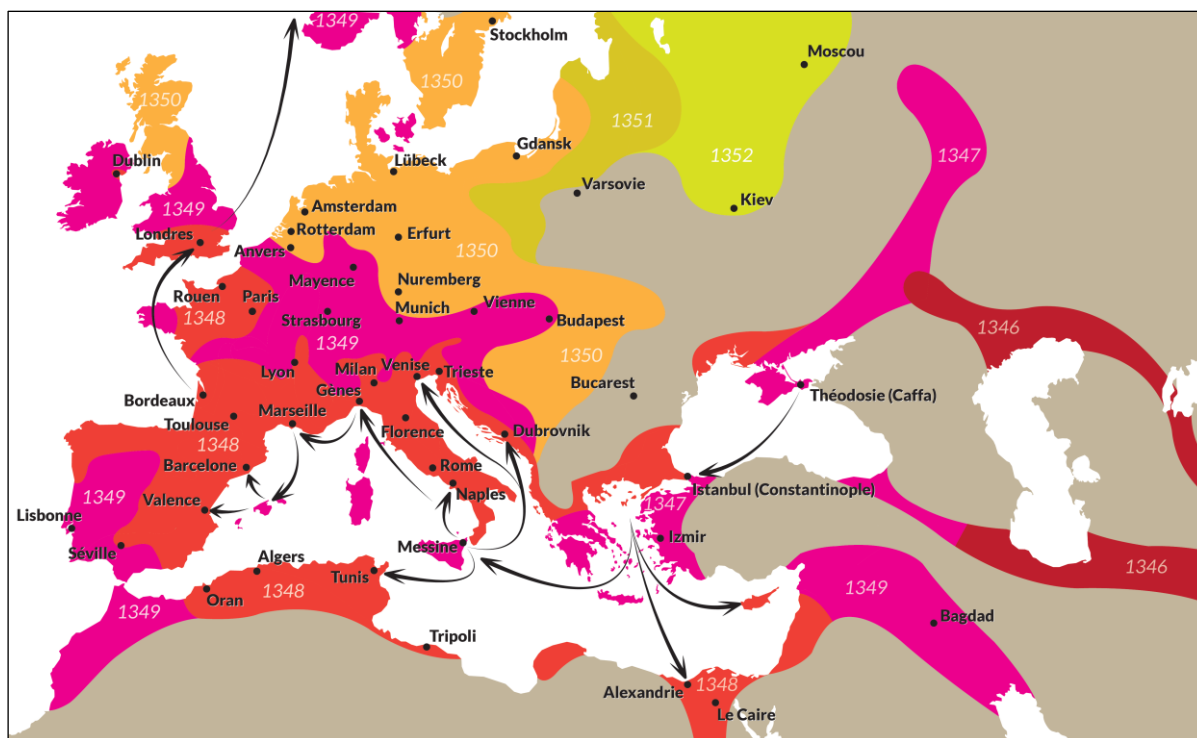 1349
Stockholm
Moscou
1350
1350
1351
Gdansk
Dublin
Lübeck
1352
1347
Varsovie
Kiev
1349
Amsterdam
Londres
Rotterdam
Erfurt
Anvers
1350
Mayence
Nuremberg
Rouen
Paris
Munich
Vienne
1348
Strasbourg
Budapest
1346
1349
1350
Lyon
Milan
Venise
Trieste
Bucarest
Gênes
Théodosie (Caffa)
Bordeaux
Marseille
Toulouse
Florence
Dubrovnik
1348
Barcelone
Rome
1349
Valence
Naples
Istanbul (Constantinople)
1347
Lisbonne
Izmir
Séville
Messine
Algers
Tunis
1346
Oran
1348
1349
1349
Bagdad
Tripoli
Alexandrie
1348
Le Caire